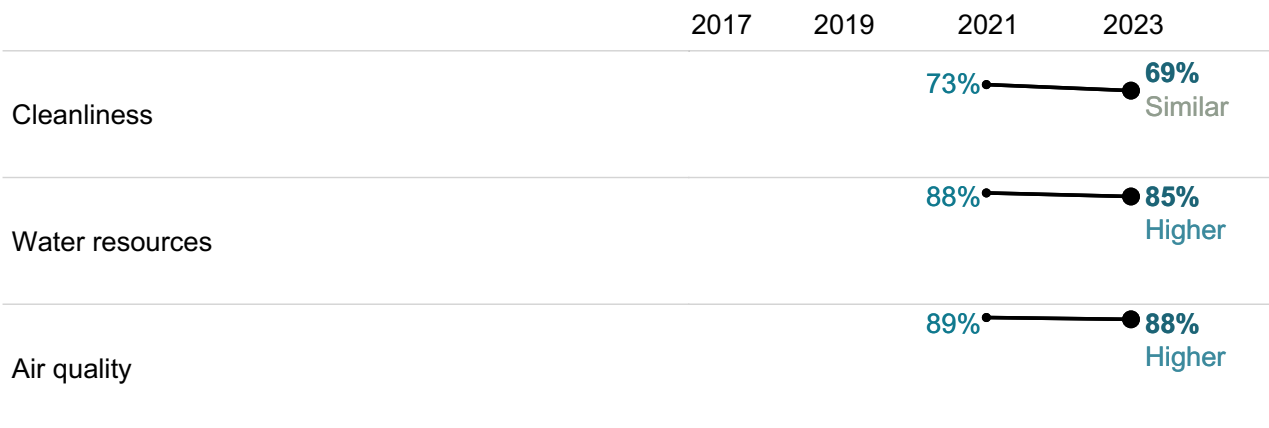 2017 2019 2021 2023
Cleanliness 73% 69%
Similar
Water resources 88% 85%
Higher
Air quality 89% 88%
Higher